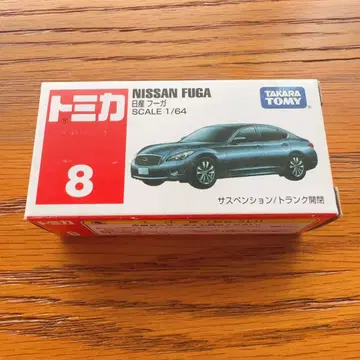 トミカ
8
NISSAN FUGA
日産 フーガ
SCALE 1/64
TAKARA
TOMY
サスペンション/トランク開閉
8